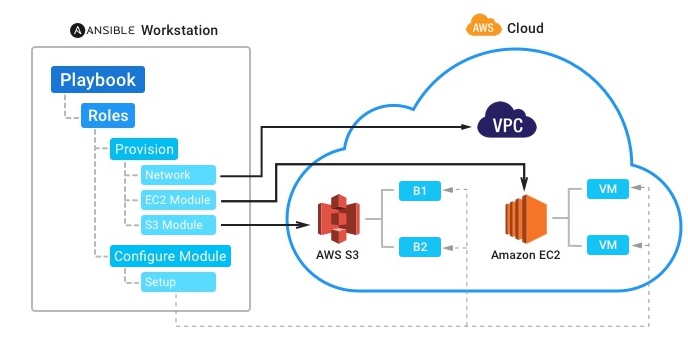 ANSIBLE Workstation
AWS Cloud
Playbook
Roles
Provision
Network
EC2 Module
S3 Module
Configure Module
Setup
VPC
B1
B2
AWS S3
VM
VM
Amazon EC2